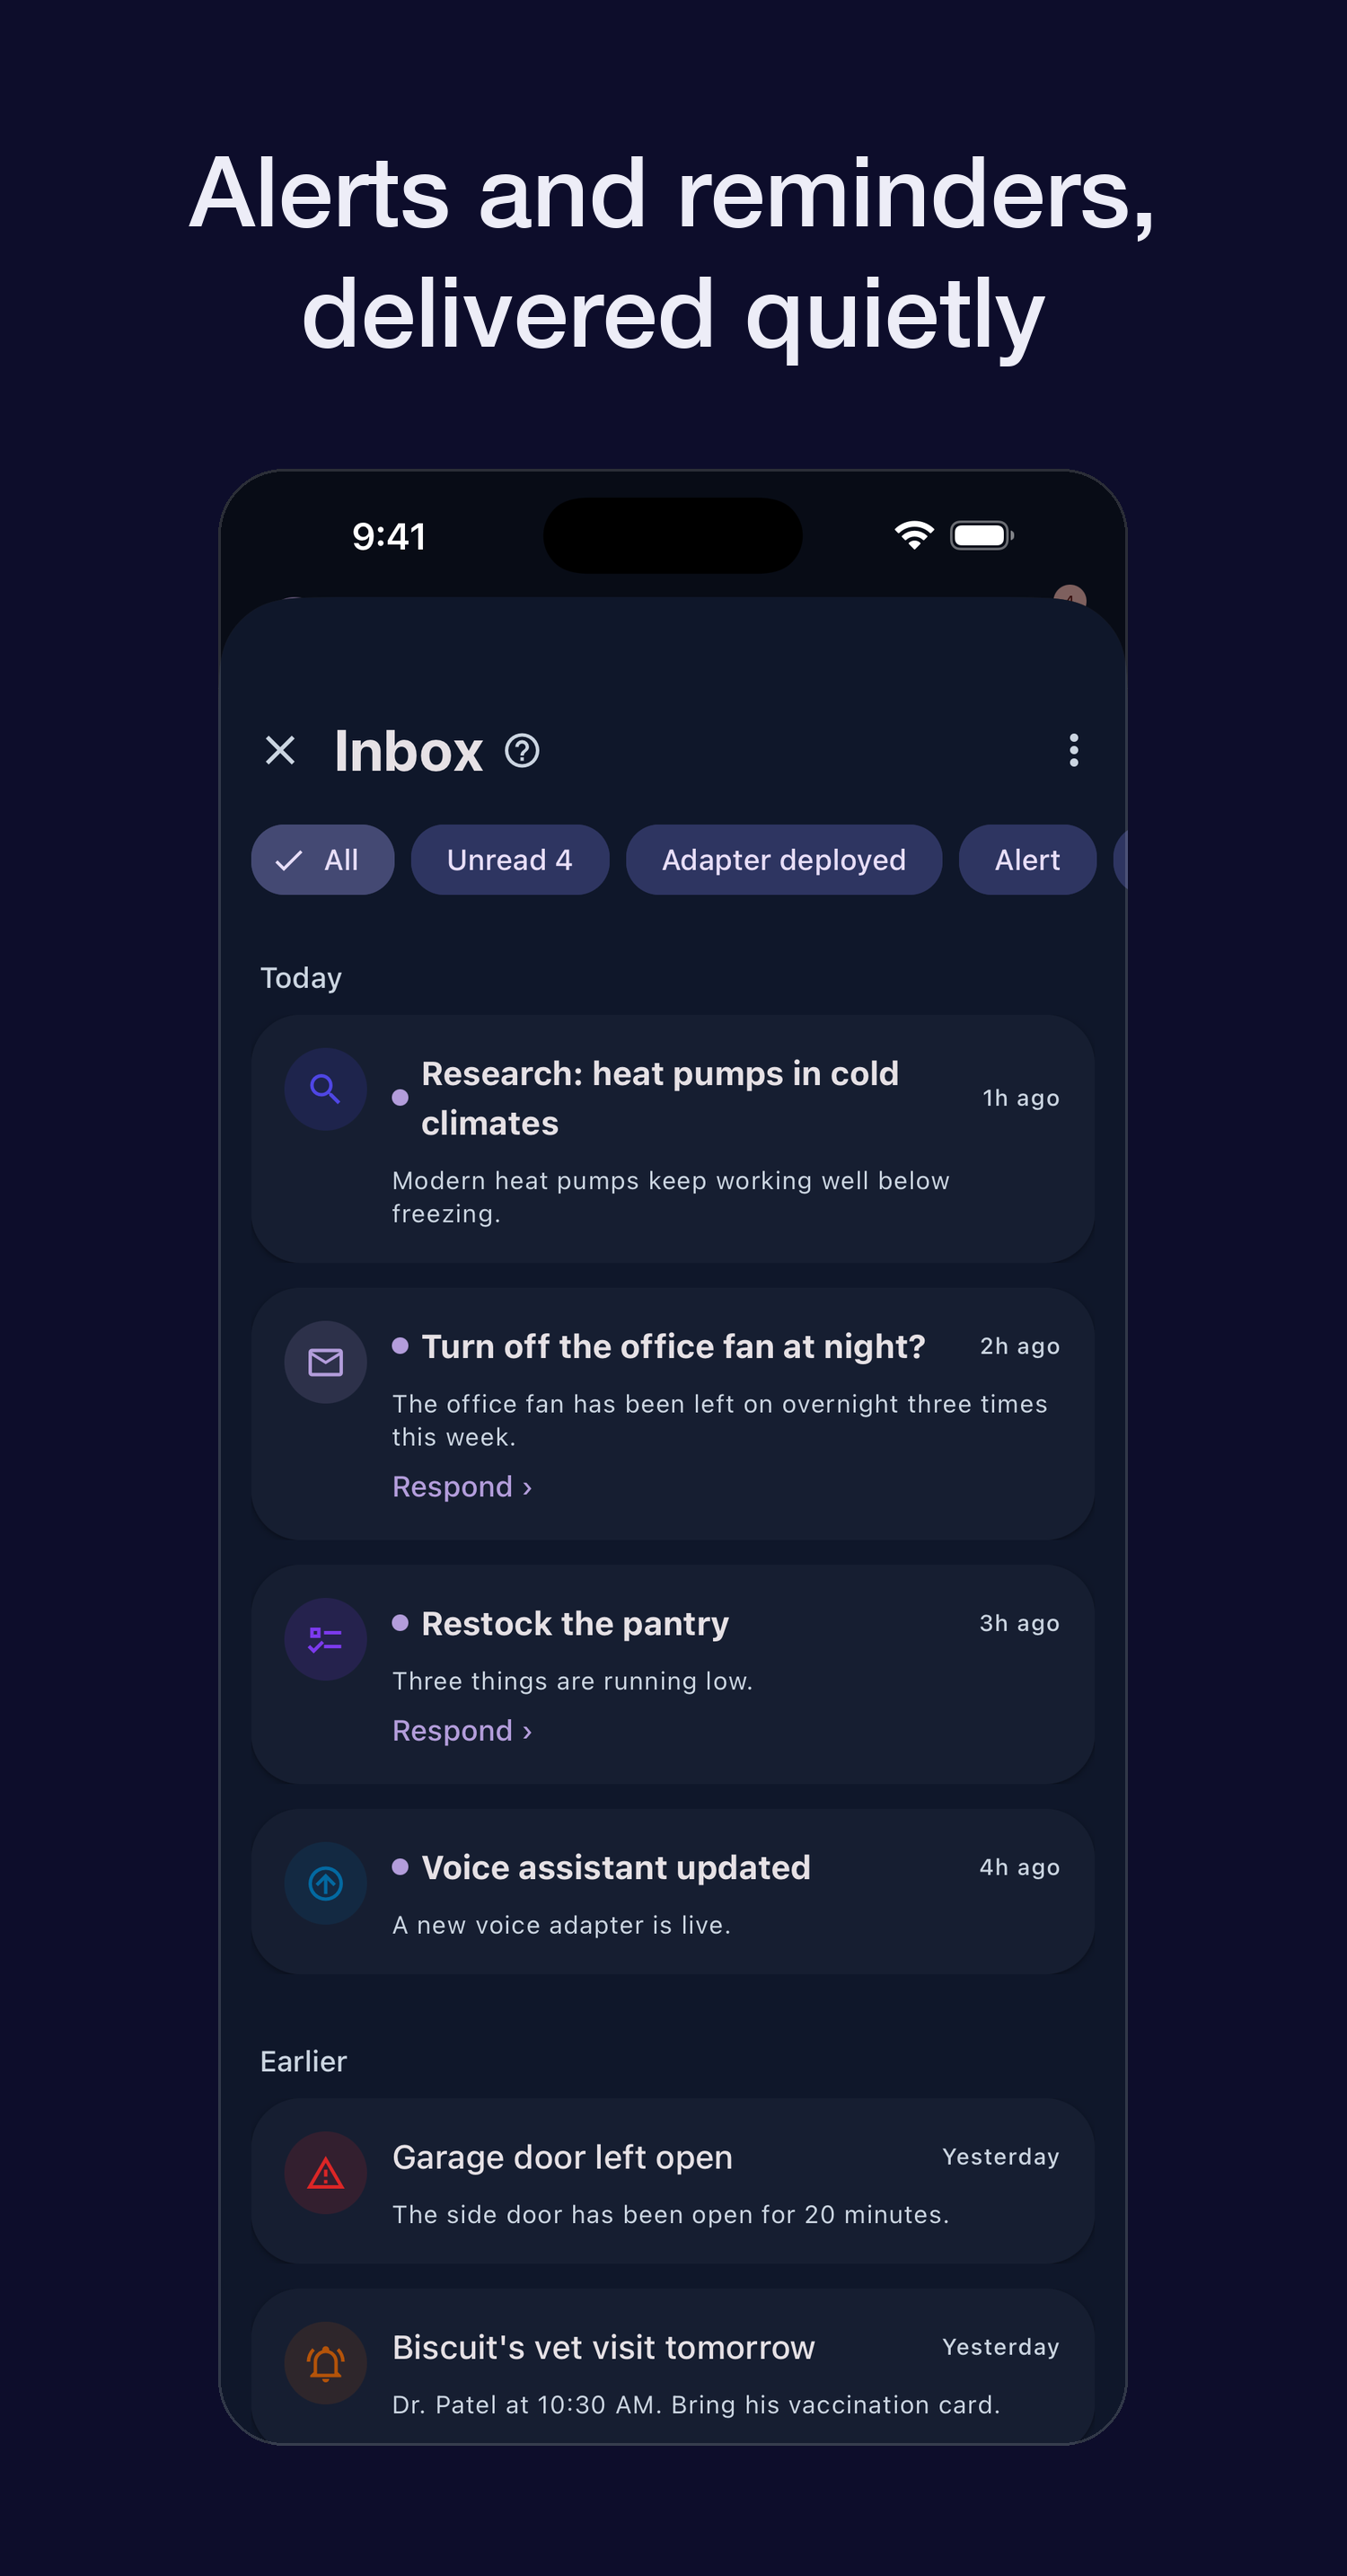 Alerts and reminders,
delivered quietly
9:41
Inbox
All
Unread 4
Adapter deployed
Alert
Today
Research: heat pumps in cold
climates
1h ago
Modern heat pumps keep working well below
freezing.
Turn off the office fan at night?
2h ago
The office fan has been left on overnight three times
this week.
Respond ›
Restock the pantry
3h ago
Three things are running low.
Respond ›
Voice assistant updated
4h ago
A new voice adapter is live.
Earlier
Garage door left open
Yesterday
The side door has been open for 20 minutes.
Biscuit's vet visit tomorrow
Yesterday
Dr. Patel at 10:30 AM. Bring his vaccination card.